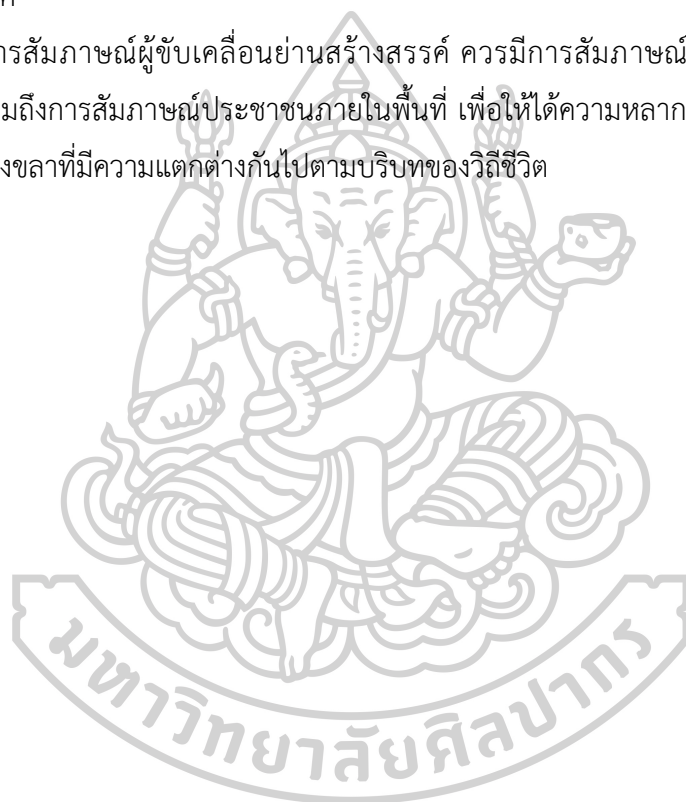 ารสัมภาษณ์ผู้ขับเคลื่อนย่านสร้างสรรค์ ควรมีการสัมภาษณ์
มถึงการสัมภาษณ์ประชาชนภายในพื้นที่ เพื่อให้ได้ความหลาก
งขลาที่มีความแตกต่างกันไปตามบริบทของวิถีชีวิต
มหาวิทยาลัยศิลปากร